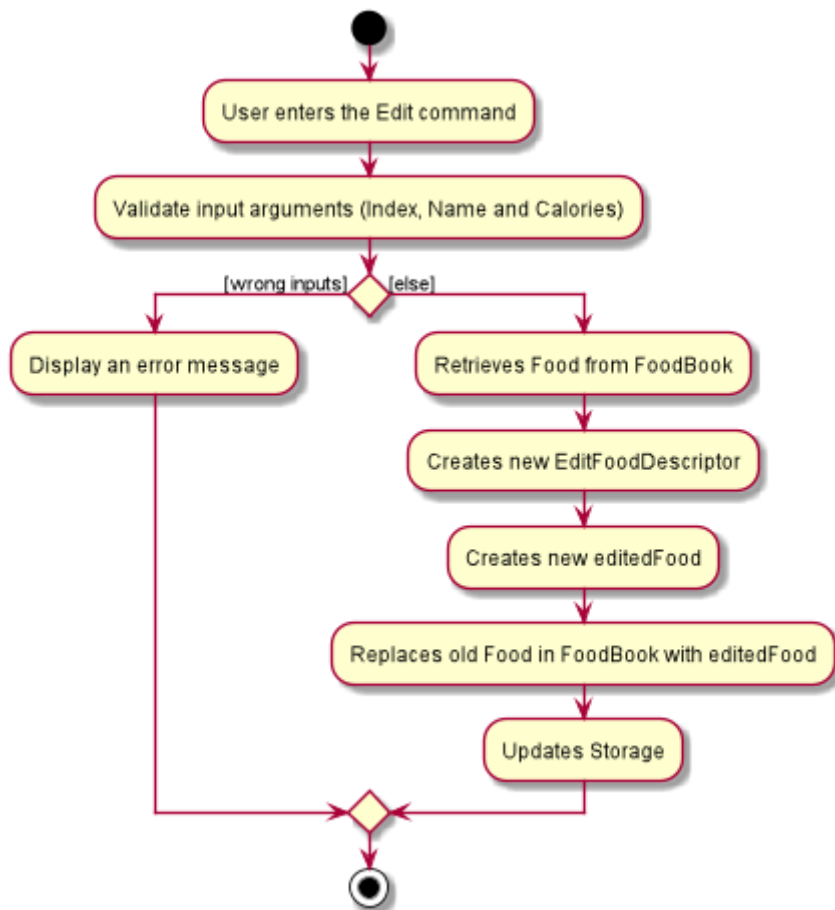 User enters the Edit command
Validate input arguments (Index, Name and Calories)
[wrong inputs]
[else]
Display an error message
Retrieves Food from FoodBook
Creates new EditFoodDescriptor
Creates new editedFood
Replaces old Food in FoodBook with editedFood
Updates Storage